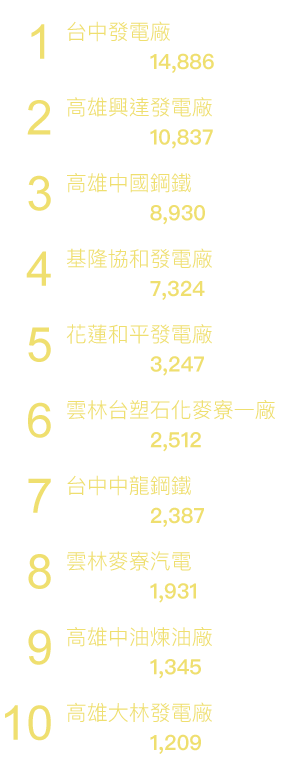 1 台中發電廠
14,886
2 高雄興達發電廠
10,837
3 高雄中國鋼鐵
8,930
4 基隆協和發電廠
7,324
5 花蓮和平發電廠
3,247
6 雲林台塑石化麥寮一廠
2,512
7 台中中龍鋼鐵
2,387
8 雲林麥寮汽電
1,931
9 高雄中油煉油廠
1,345
10 高雄大林發電廠
1,209